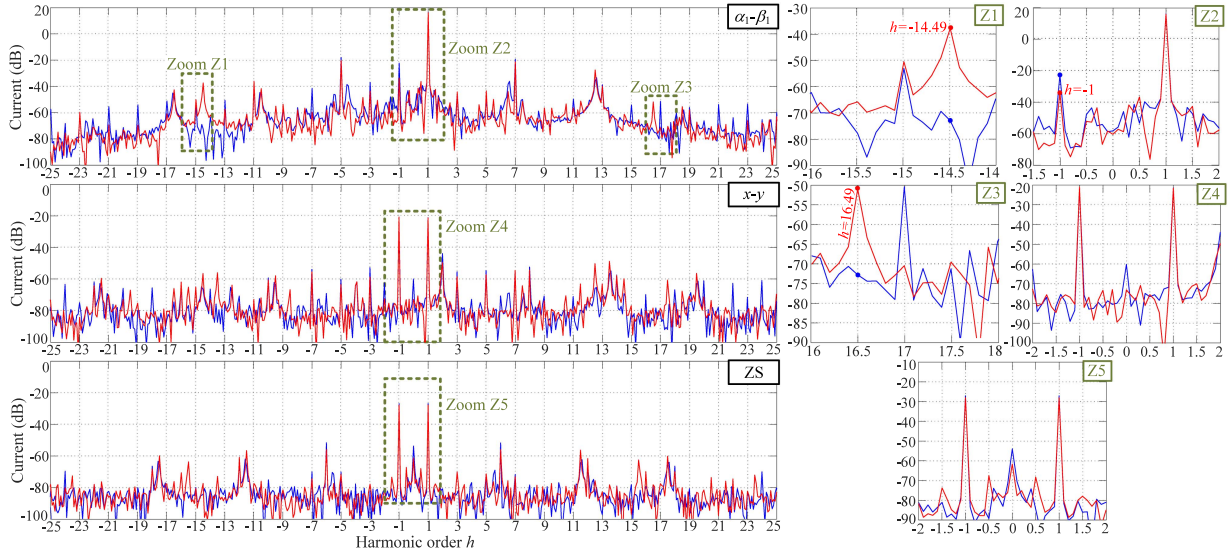 α₁-β₁
Zoom Z1
Zoom Z2
Zoom Z3
Current (dB)
20
0
-20
-40
-60
-80
-100
-25 -23 -21 -19 -17 -15 -13 -11 -9 -7 -5 -3 -1 1 3 5 7 9 11 13 15 17 19 21 23 25
x-y
Zoom Z4
Current (dB)
0
-20
-40
-60
-80
-100
-25 -23 -21 -19 -17 -15 -13 -11 -9 -7 -5 -3 -1 1 3 5 7 9 11 13 15 17 19 21 23 25
ZS
Zoom Z5
Current (dB)
0
-20
-40
-60
-80
-100
-25 -23 -21 -19 -17 -15 -13 -11 -9 -7 -5 -3 -1 1 3 5 7 9 11 13 15 17 19 21 23 25
Harmonic order h
Z1
h=-14.49
-30
-40
-50
-60
-70
-80
-90
-16 -15.5 -15 -14.5 -14
Z2
h=-1
20
0
-20
-40
-60
-80
-2 -1.5 -1 -0.5 0 0.5 1 1.5 2
Z3
h=16.49
-50
-55
-60
-65
-70
-75
-80
-85
-90
16 16.5 17 17.5 18
Z4
-20
-30
-40
-50
-60
-70
-80
-90
-100
-2 -1.5 -1 -0.5 0 0.5 1 1.5 2
Z5
-10
-20
-30
-40
-50
-60
-70
-80
-90
-2 -1.5 -1 -0.5 0 0.5 1 1.5 2